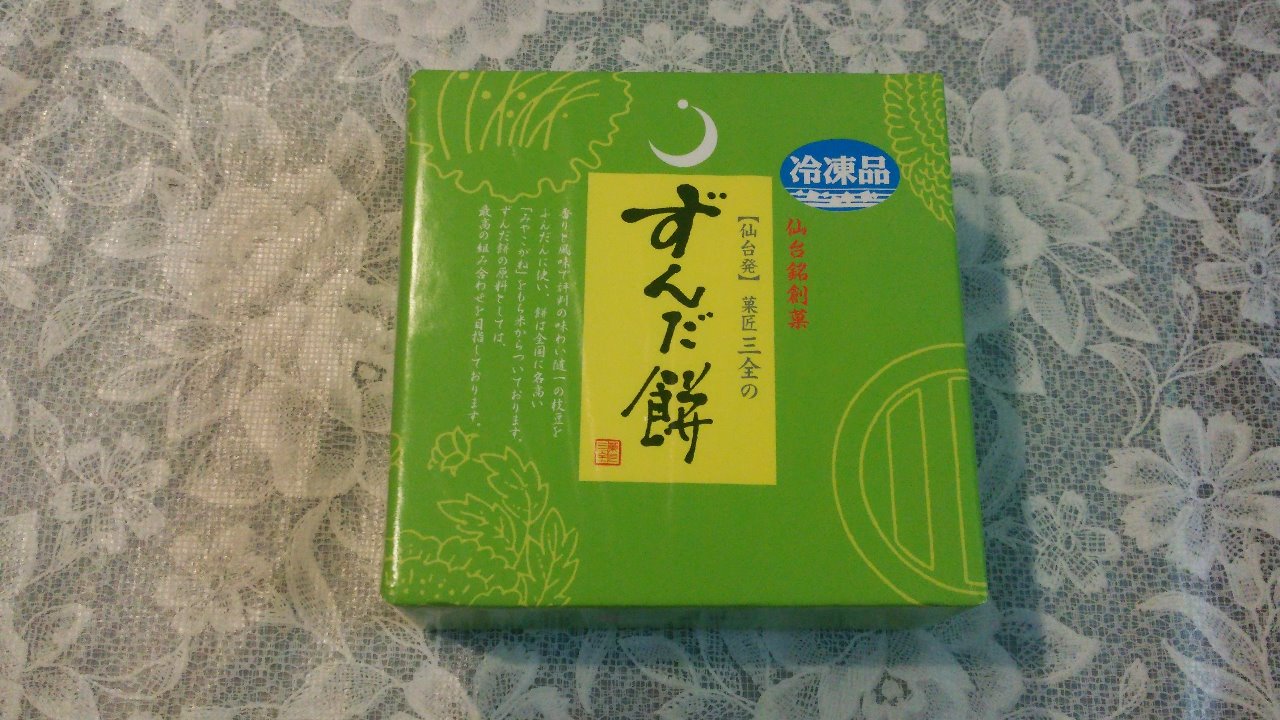 冷凍品
仙台銘創菓
【仙台発】 菓匠三全の
ずんだ餅
香りと風味で評判の味わい随一の枝豆を
ふんだんに使い、餅は全国に名高い
「みやこがね」をもち米からついております。
ずんだ餅の原料としては、
最高の組み合わせを目指しております。